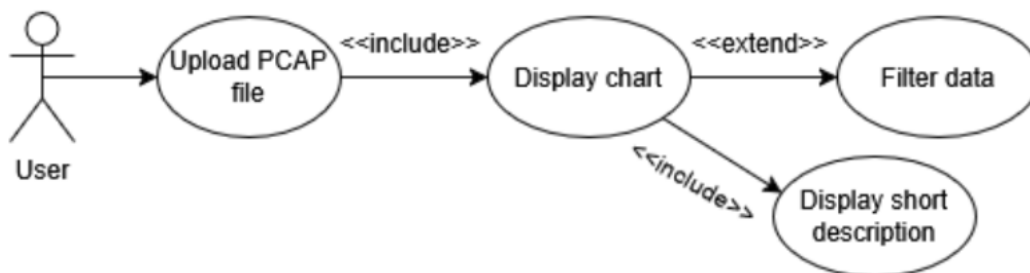 Upload PCAP
file
<<include>>
Display chart
<<extend>>
Filter data
User
<<include>>
Display short
description